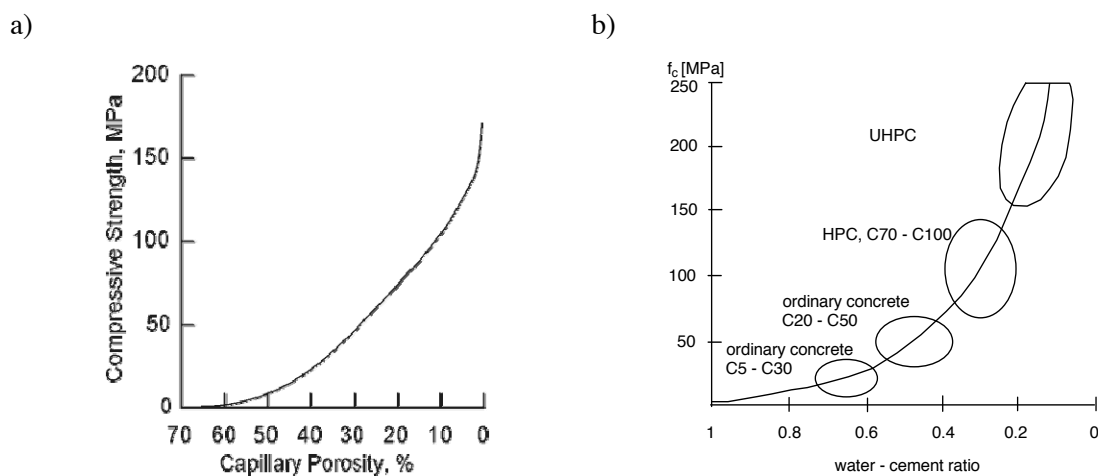 a)
200
150
100
50
0
Compressive Strength, MPa
70 60 50 40 30 20 10 0
Capillary Porosity, %
b)
f_c [MPa]
250
200
150
100
50
UHPC
HPC, C70 - C100
ordinary concrete
C20 - C50
ordinary concrete
C5 - C30
1 0.8 0.6 0.4 0.2 0
water - cement ratio